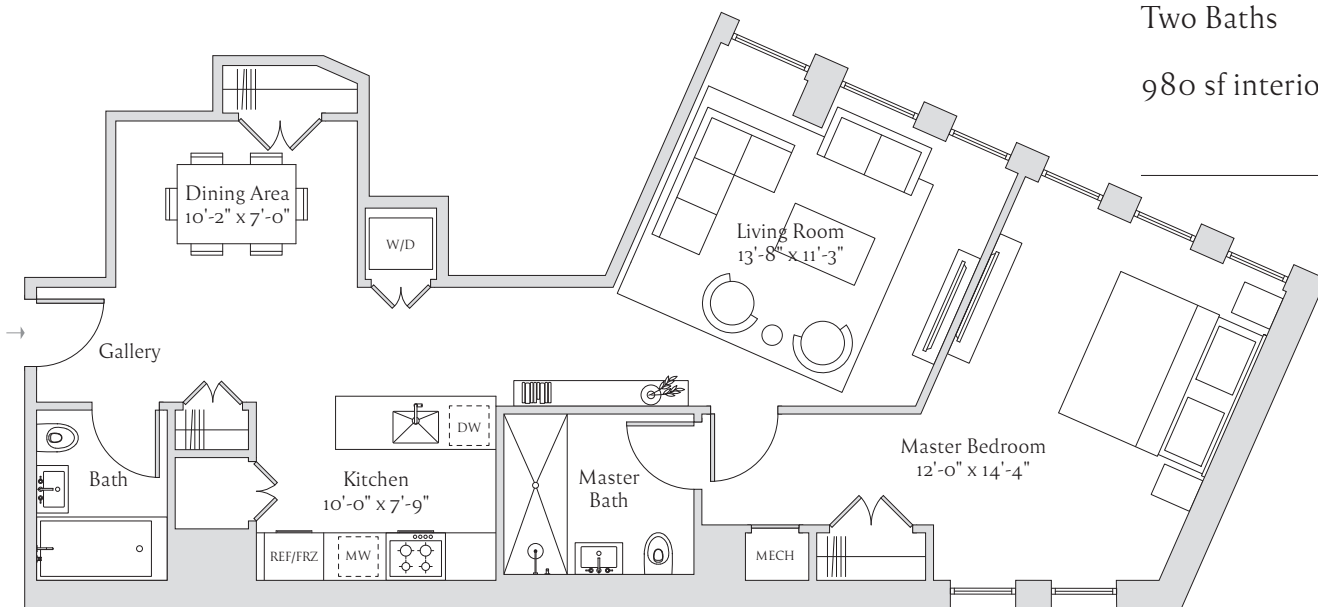 Two Baths
980 sf interio
Dining Area
10'-2" x 7'-0"
W/D
Living Room
13'-8" x 11'-3"
Gallery
DW
Master Bedroom
12'-0" x 14'-4"
Bath
Kitchen
10'-0" x 7'-9"
Master
Bath
REF/FRZ
MW
MECH